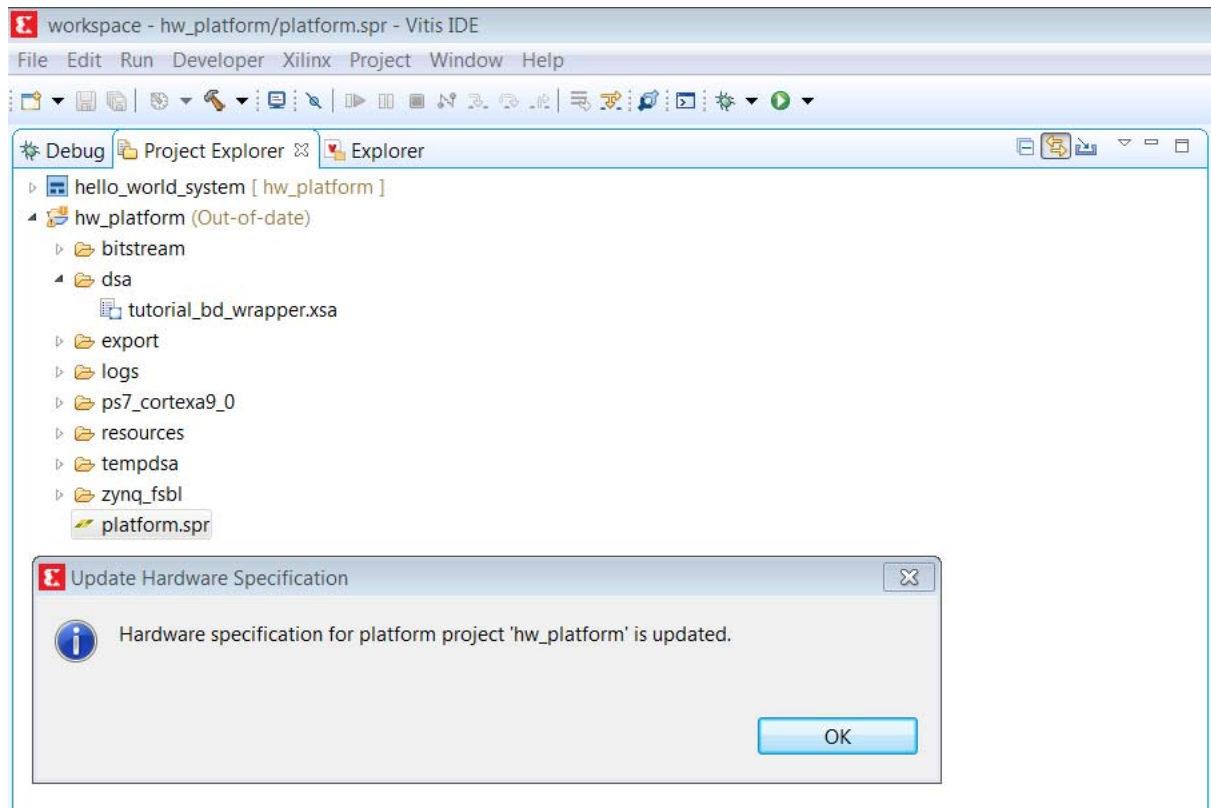 workspace - hw_platform/platform.spr - Vitis IDE
File Edit Run Developer Xilinx Project Window Help
Debug Project Explorer Explorer
hello_world_system [ hw_platform ]
hw_platform (Out-of-date)
bitstream
dsa
tutorial_bd_wrapper.xsa
export
logs
ps7_cortexa9_0
resources
tempdsa
zynq_fsbl
platform.spr
Update Hardware Specification
Hardware specification for platform project 'hw_platform' is updated.
OK